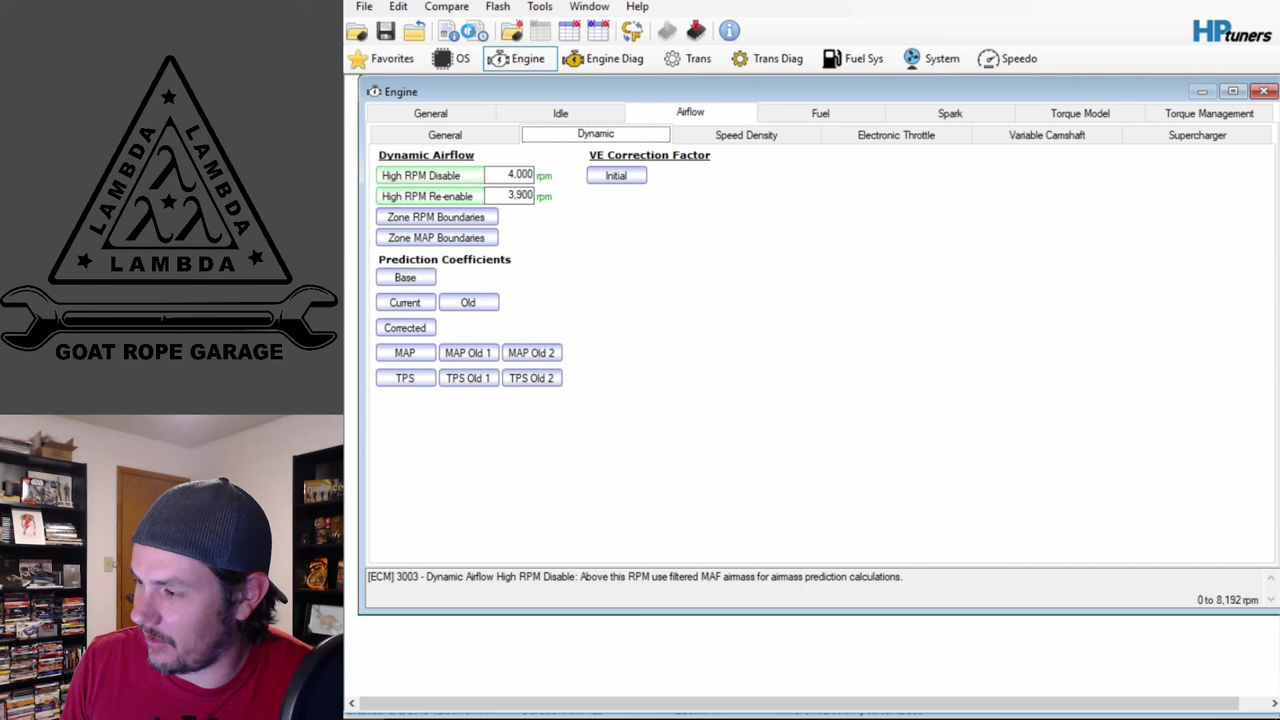 File Edit Compare Flash Tools Window Help
HPtuners
Favorites OS Engine Engine Diag Trans Trans Diag Fuel Sys System Speedo
Engine
General Idle Airflow Fuel Spark Torque Model Torque Management
General Dynamic Speed Density Electronic Throttle Variable Camshaft Supercharger
Dynamic Airflow VE Correction Factor
High RPM Disable 4,000 rpm Initial
High RPM Re-enable 3,900 rpm
Zone RPM Boundaries
Zone MAP Boundaries
Prediction Coefficients
Base
Current Old
Corrected
MAP MAP Old 1 MAP Old 2
TPS TPS Old 1 TPS Old 2
[ECM] 3003 - Dynamic Airflow High RPM Disable: Above this RPM use filtered MAF airmass for airmass prediction calculations.
0 to 8,192 rpm
LAMBDA
LAMBDA
LAMBDA
GOAT ROPE GARAGE